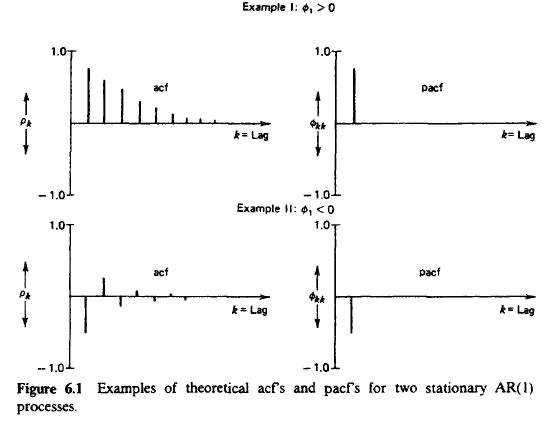 Example I: ϕ₁ > 0
1.0
acf
ρₖ
k = Lag
− 1.0
1.0
pacf
ϕₖₖ
k = Lag
− 1.0
Example II: ϕ₁ < 0
1.0
acf
ρₖ
k = Lag
− 1.0
1.0
pacf
ϕₖₖ
k = Lag
− 1.0
Figure 6.1 Examples of theoretical acf's and pacf's for two stationary AR(1)
processes.